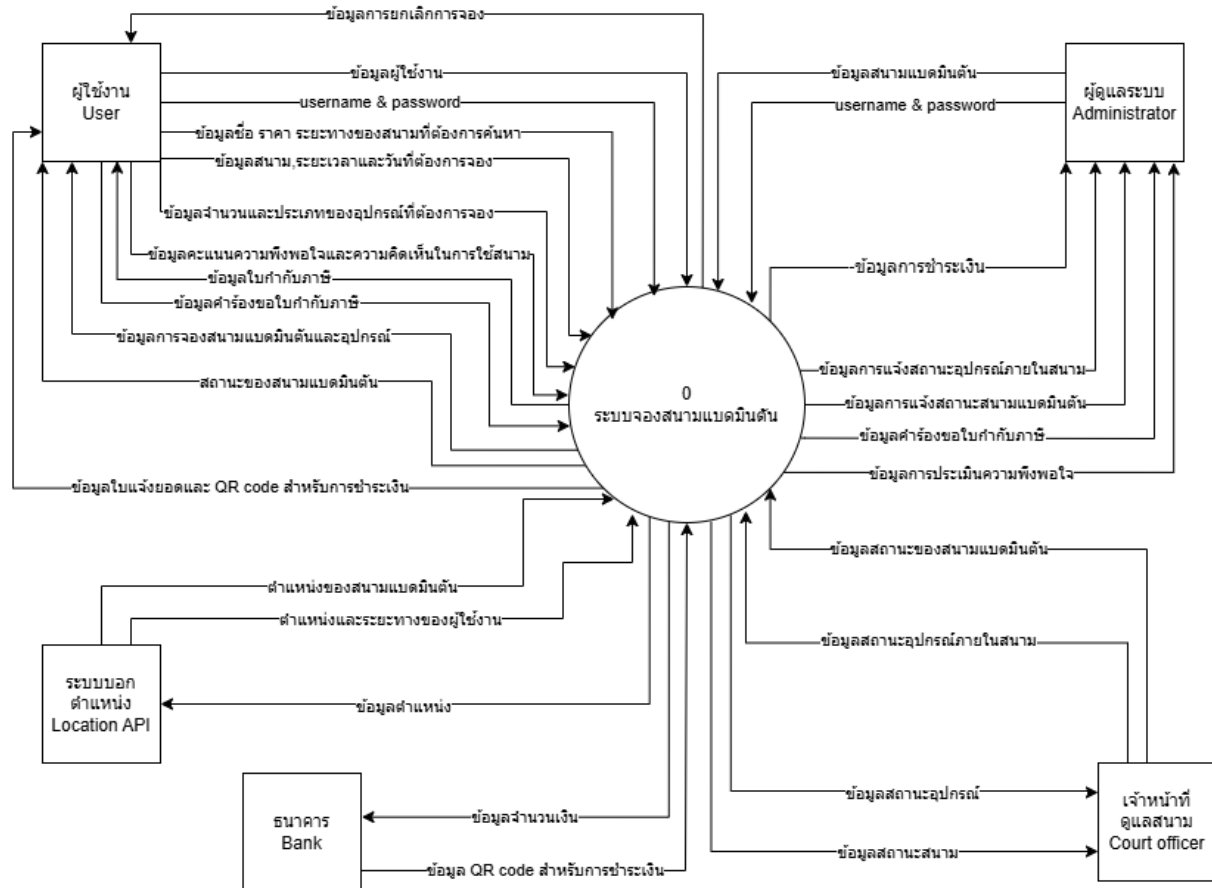 ข้อมูลการยกเลิกการจอง
ผู้ใช้งาน
User
ข้อมูลผู้ใช้งาน
username & password
ข้อมูลชื่อ ราคา ระยะทางของสนามที่ต้องการค้นหา
ข้อมูลสนาม,ระยะเวลาและวันที่ต้องการจอง
ข้อมูลจำนวนและประเภทของอุปกรณ์ที่ต้องการจอง
ข้อมูลคะแนนความพึงพอใจและความคิดเห็นในการใช้สนาม
ข้อมูลใบกำกับภาษี
ข้อมูลคำร้องขอใบกำกับภาษี
ข้อมูลการจองสนามแบดมินตันและอุปกรณ์
สถานะของสนามแบดมินตัน
ข้อมูลใบแจ้งยอดและ QR code สำหรับการชำระเงิน
ข้อมูลสนามแบดมินตัน
username & password
ผู้ดูแลระบบ
Administrator
ข้อมูลการชำระเงิน
ข้อมูลการแจ้งสถานะอุปกรณ์ภายในสนาม
ข้อมูลการแจ้งสถานะสนามแบดมินตัน
ข้อมูลคำร้องขอใบกำกับภาษี
ข้อมูลการประเมินความพึงพอใจ
0
ระบบจองสนามแบดมินตัน
ตำแหน่งของสนามแบดมินตัน
ตำแหน่งและระยะทางของผู้ใช้งาน
ระบบบอก
ตำแหน่ง
Location API
ข้อมูลตำแหน่ง
ธนาคาร
Bank
ข้อมูลจำนวนเงิน
ข้อมูล QR code สำหรับการชำระเงิน
ข้อมูลสถานะของสนามแบดมินตัน
ข้อมูลสถานะอุปกรณ์ภายในสนาม
ข้อมูลสถานะอุปกรณ์
ข้อมูลสถานะสนาม
เจ้าหน้าที่
ดูแลสนาม
Court officer